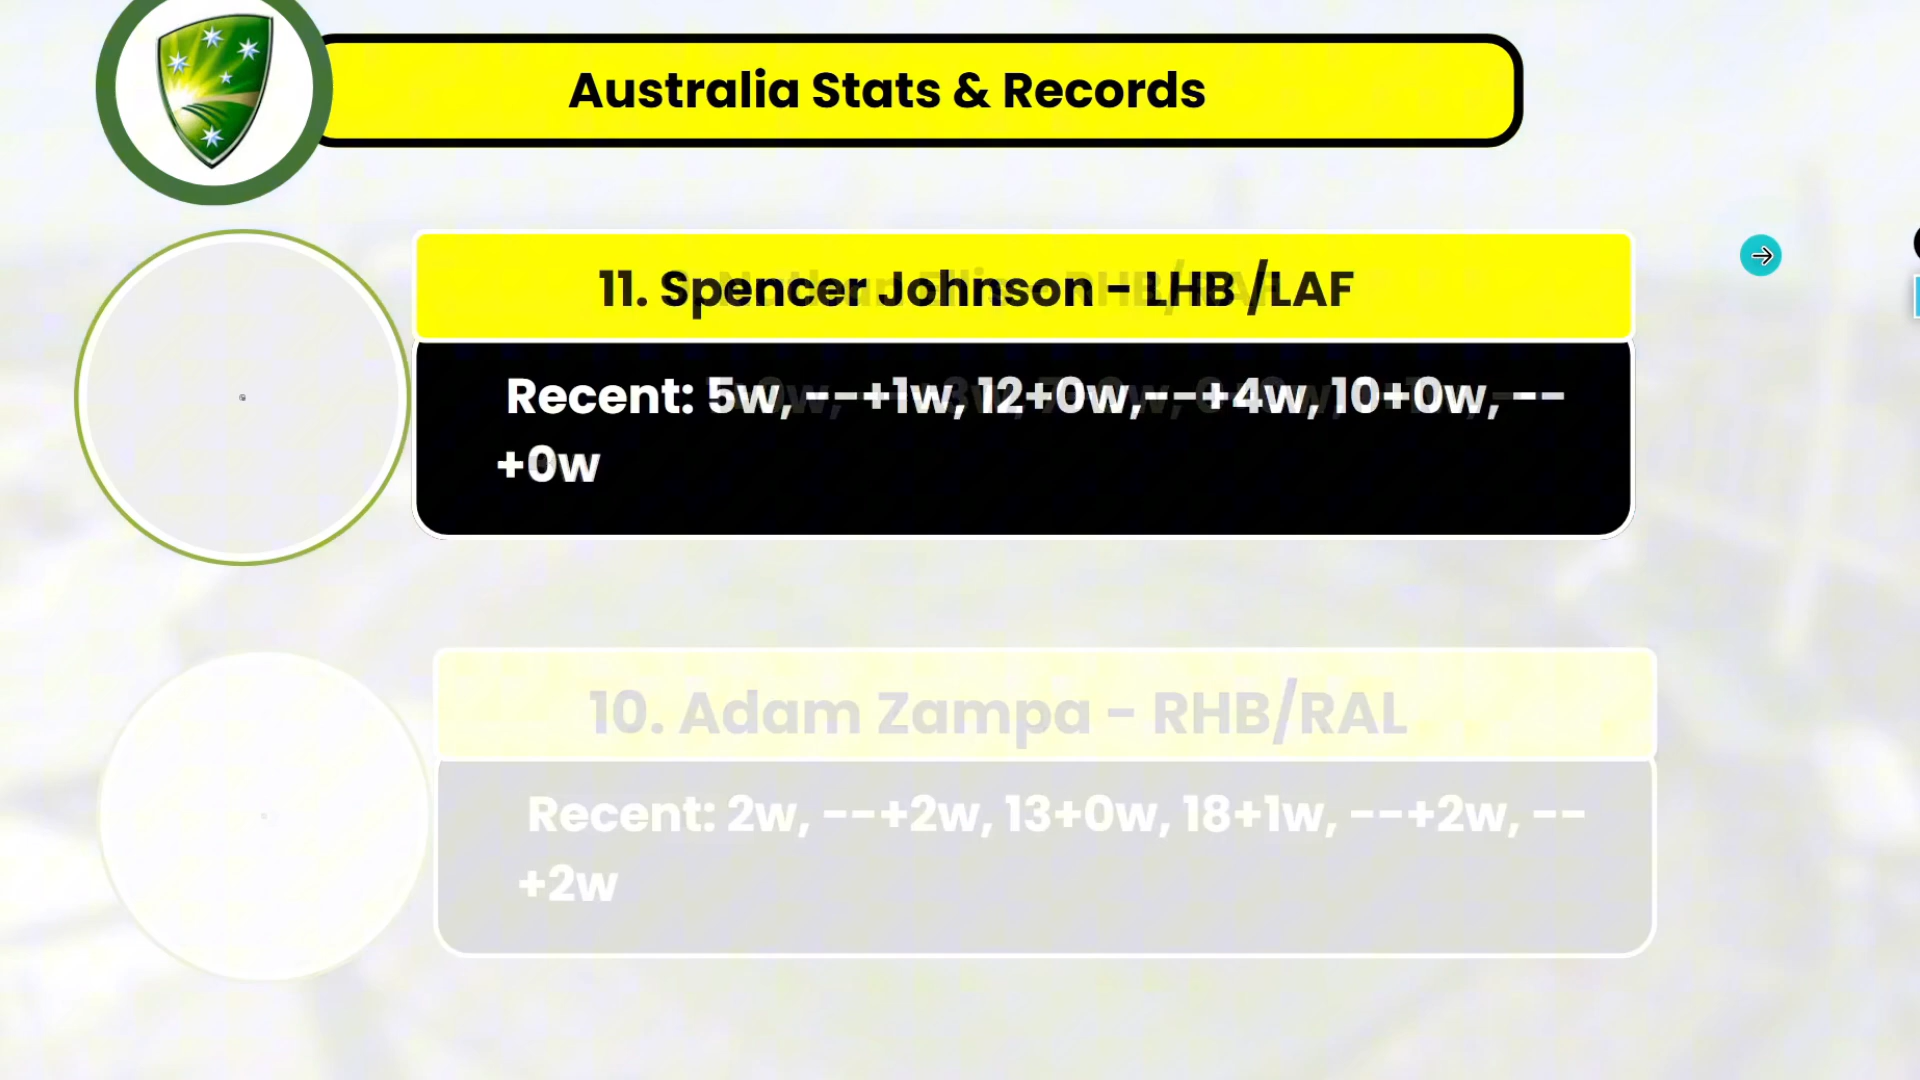 Australia Stats & Records
11. Spencer Johnson - LHB /LAF
Recent: 5w, --+1w, 12+0w,--+4w, 10+0w, --
+0w
10. Adam Zampa - RHB/RAL
Recent: 2w, --+2w, 13+0w, 18+1w, --+2w, --
+2w